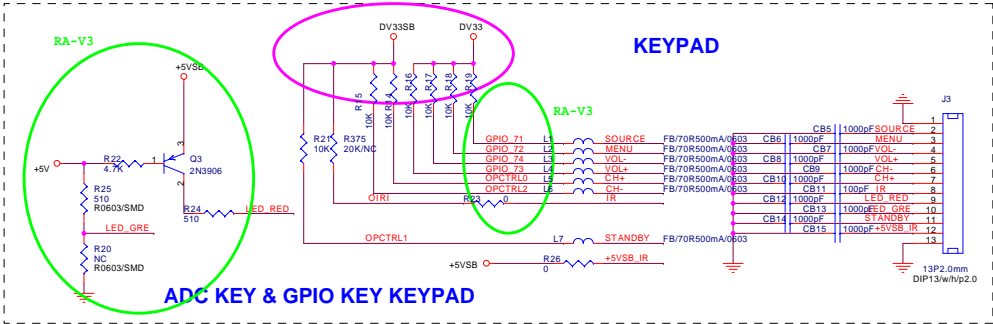 DV33SB
DV33
KEYPAD
RA-V3
+5VSB
R15
10K
R14
10K
R16
10K
R17
10K
R18
10K
R19
10K
RA-V3
J3
R21
10K
R375
20K/NC
GPIO_71 L1 SOURCE FB/70R500mA/0603
GPIO_72 L2 MENU FB/70R500mA/0603
GPIO_74 L3 VOL- FB/70R500mA/0603
GPIO_73 L4 VOL+ FB/70R500mA/0603
OPCTRL0 L5 CH+ FB/70R500mA/0603
OPCTRL2 L6 CH- FB/70R500mA/0603
OIRI R23 0 IR
OPCTRL1 L7 STANDBY FB/70R500mA/0603
+5VSB R26 0 +5VSB_IR
CB5 1000pF SOURCE
CB6 1000pF MENU
CB7 1000pF VOL-
CB8 1000pF VOL+
CB9 1000pF CH-
CB10 1000pF CH+
CB11 100pF IR
CB12 1000pF LED_RED
CB13 1000pF LED_GRE
CB14 1000pF STANDBY
CB15 1000pF +5VSB_IR
1
2
3
4
5
6
7
8
9
10
11
12
13
13P2.0mm
DIP13/w/h/p2.0
+5V
R22
4.7K
1
3
2
Q3
2N3906
R25
510
R0603/SMD
R24
510
LED_RED
LED_GRE
R20
NC
R0603/SMD
ADC KEY & GPIO KEY KEYPAD